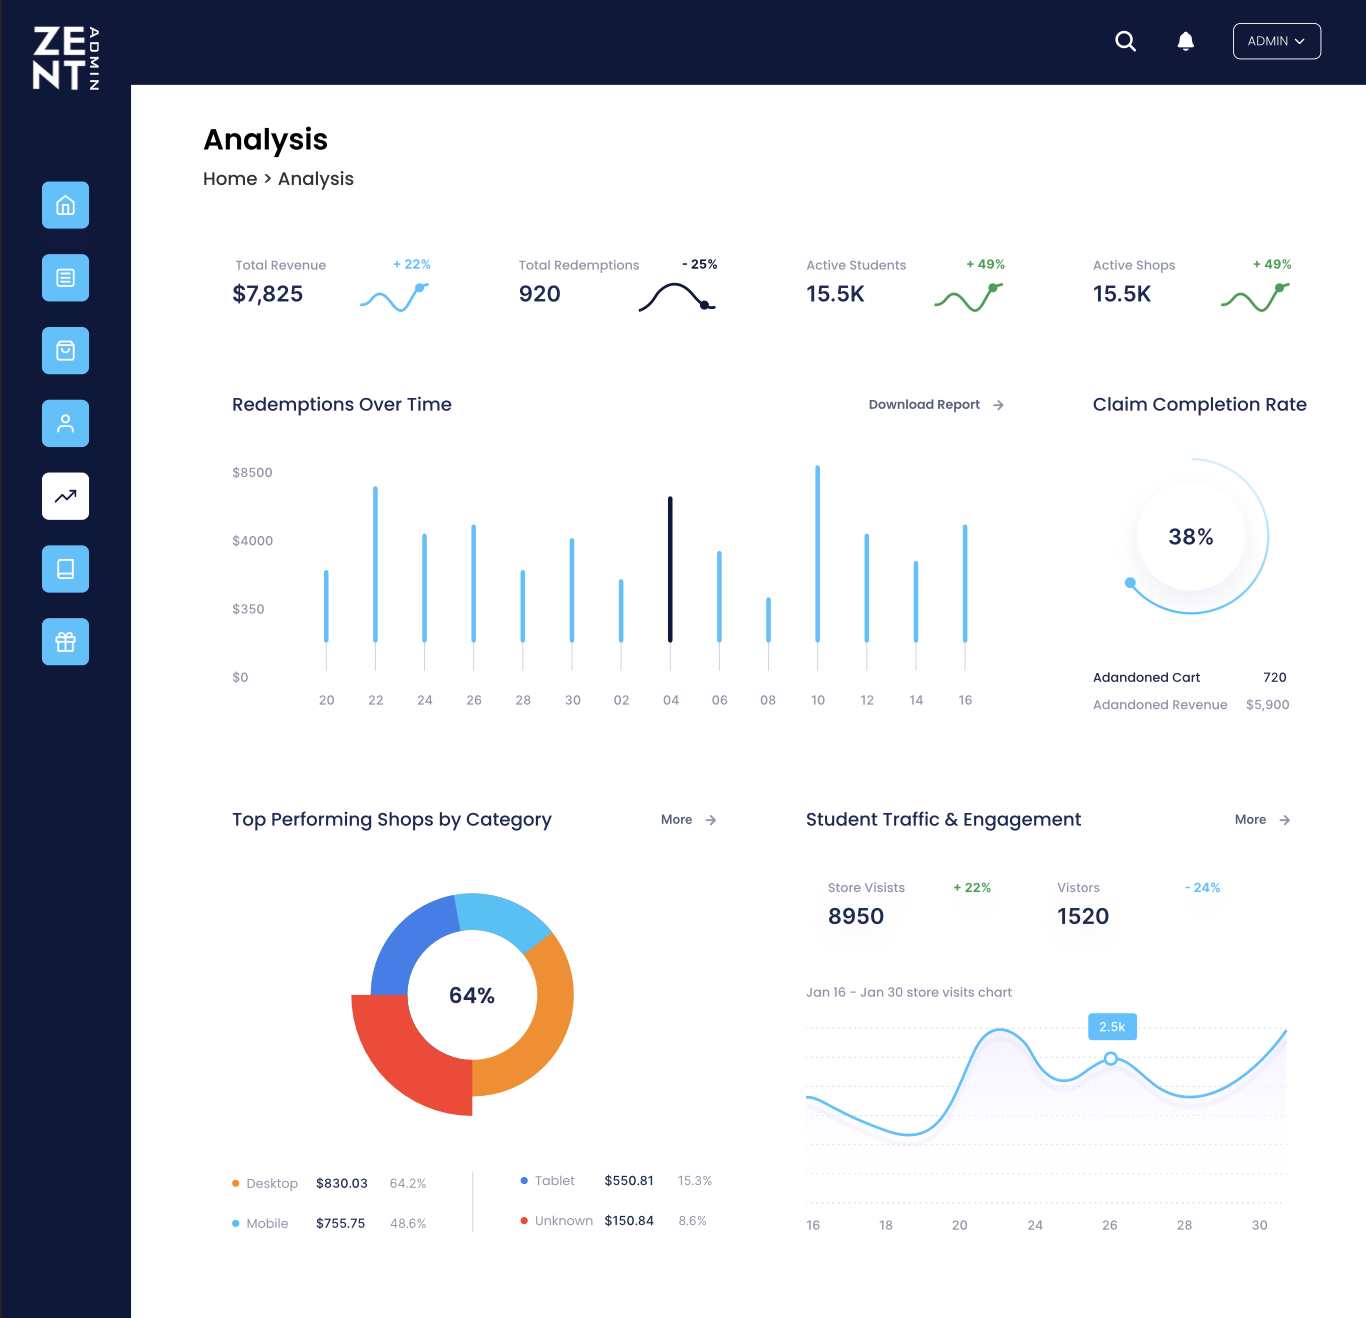 ZENT ADMIN
ADMIN
Analysis
Home > Analysis
Total Revenue + 22%
$7,825
Total Redemptions - 25%
920
Active Students + 49%
15.5K
Active Shops + 49%
15.5K
Redemptions Over Time
Download Report
$8500
$4000
$350
$0
20 22 24 26 28 30 02 04 06 08 10 12 14 16
Claim Completion Rate
38%
Adandoned Cart 720
Adandoned Revenue $5,900
Top Performing Shops by Category
More
64%
Desktop $830.03 64.2%
Mobile $755.75 48.6%
Tablet $550.81 15.3%
Unknown $150.84 8.6%
Student Traffic & Engagement
More
Store Visists + 22%
8950
Vistors - 24%
1520
Jan 16 - Jan 30 store visits chart
2.5k
16 18 20 24 26 28 30